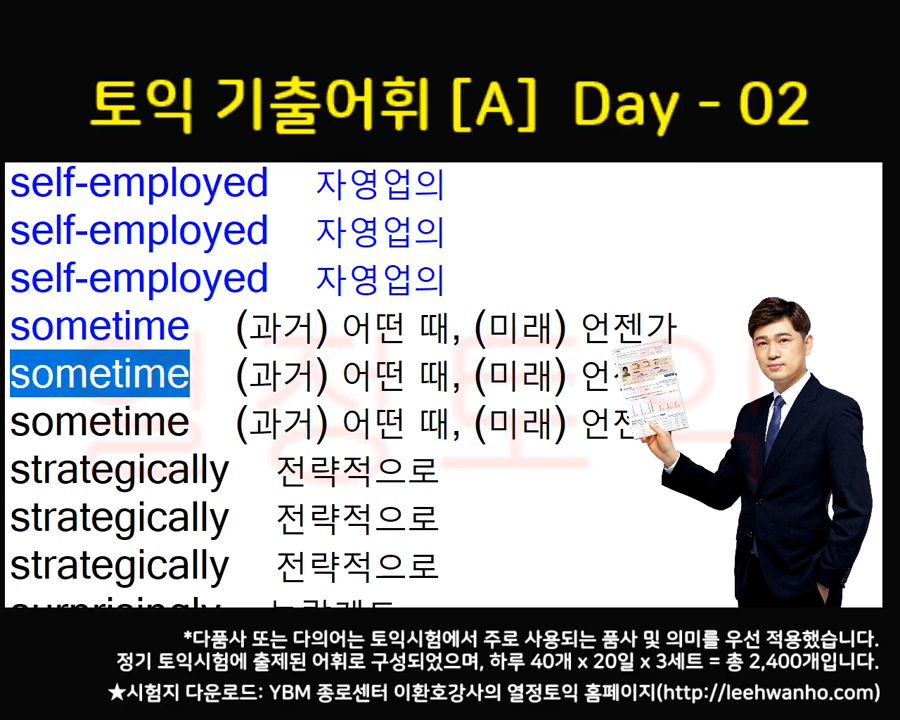 토익 기출어휘 [A] Day - 02
self-employed 자영업의
self-employed 자영업의
self-employed 자영업의
sometime (과거) 어떤 때, (미래) 언젠가
sometime (과거) 어떤 때, (미래) 언
sometime (과거) 어떤 때, (미래) 언젠
strategically 전략적으로
strategically 전략적으로
strategically 전략적으로
surprisingly 놀랍게도
*다품사 또는 다의어는 토익시험에서 주로 사용되는 품사 및 의미를 우선 적용했습니다.
정기 토익시험에 출제된 어휘로 구성되었으며, 하루 40개 x 20일 x 3세트 = 총 2,400개입니다.
★시험지 다운로드: YBM 종로센터 이환호강사의 열정토익 홈페이지(http://leehwanho.com)